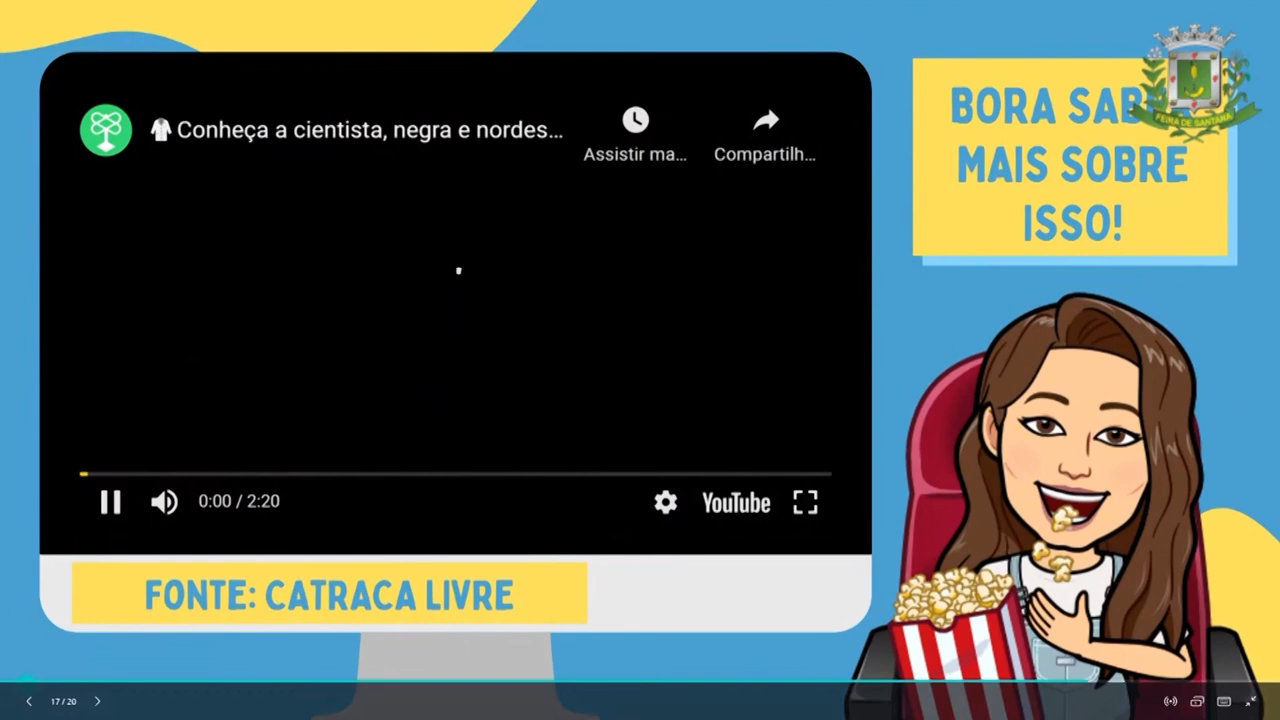 Conheça a cientista, negra e nordes...
Assistir ma...
Compartilh...
0:00 / 2:20
YouTube
FONTE: CATRACA LIVRE
BORA SAB
MAIS SOBRE
ISSO!
FEIRA DE SANTANA
17 / 20